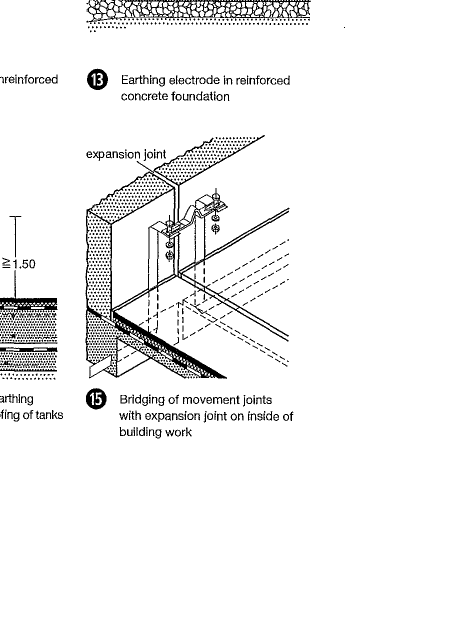 nreinforced
13 Earthing electrode in reinforced
concrete foundation
expansion joint
≧ 1.50
arthing
fing of tanks
15 Bridging of movement joints
with expansion joint on inside of
building work